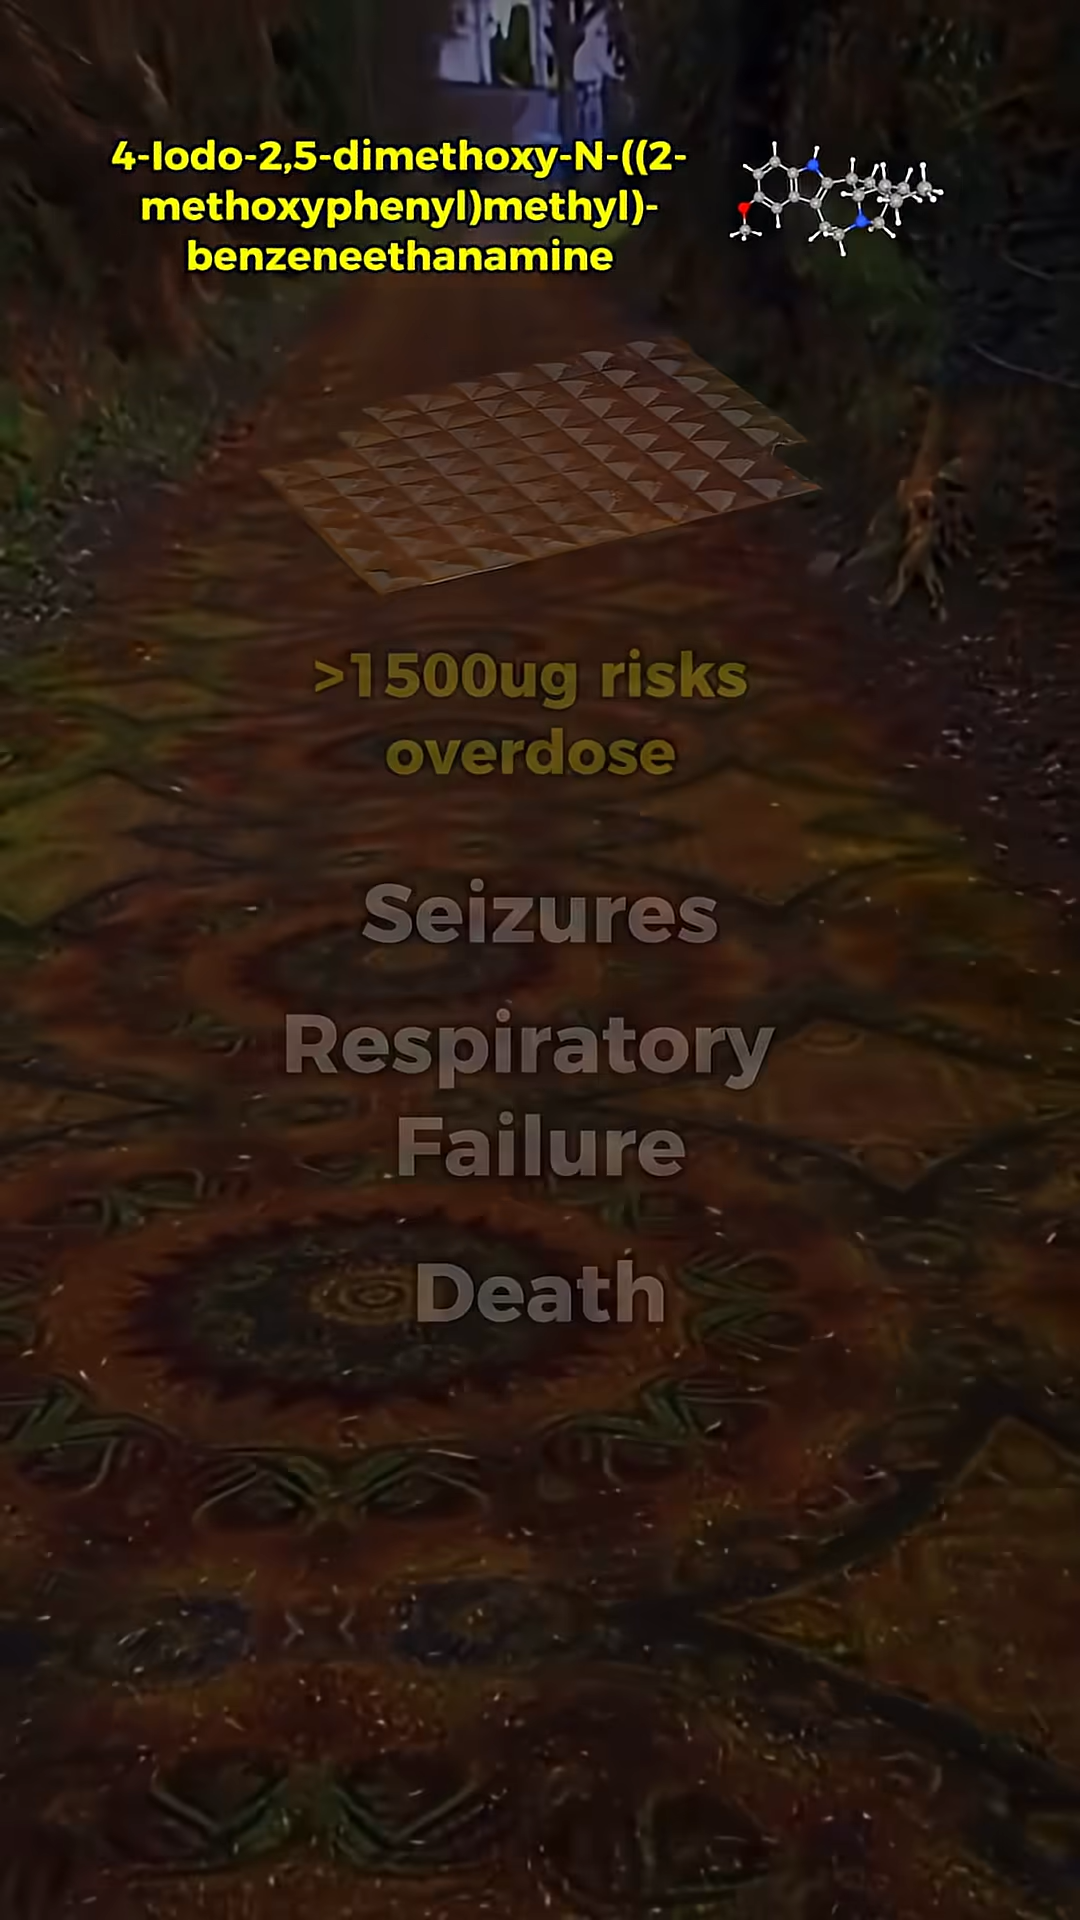 4-Iodo-2,5-dimethoxy-N-((2-
methoxyphenyl)methyl)-
benzeneethanamine
>1500ug risks
overdose
Seizures
Respiratory
Failure
Death